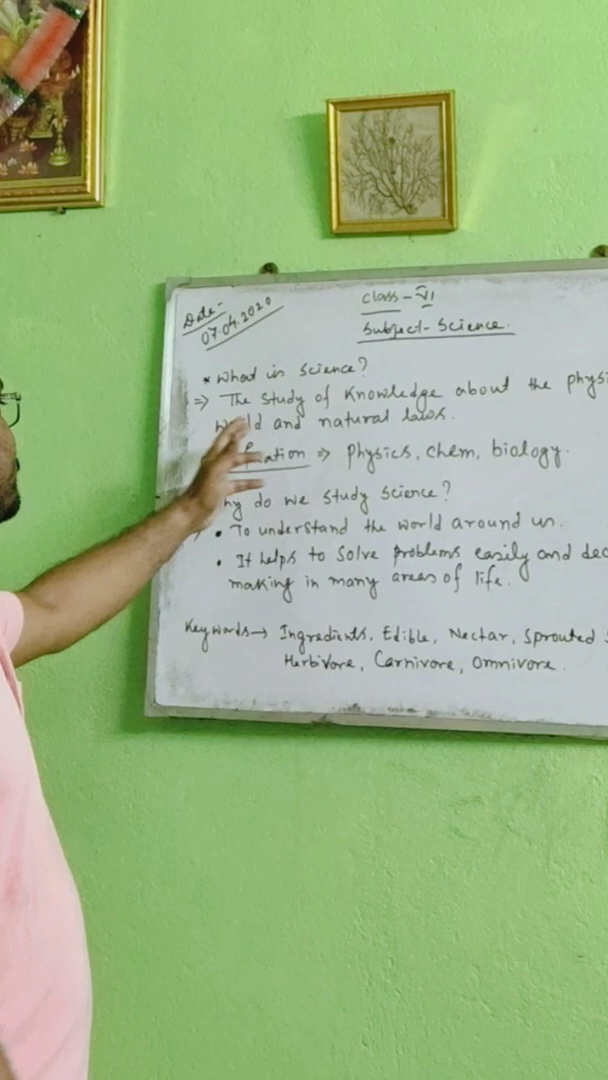 Date-
07.04.2020
Class - VI
Subject- Science.
* What is Science?
⇒ The study of Knowledge about the
and natural laws.
⇒ physics, chem, biology.
do we study science?
• To understand the world around us.
• It helps to solve problems easily and
making in many areas of life.
Keywords → Ingredients, Edible, Nectar, Sprouted
Herbivore, Carnivore, Omnivore.